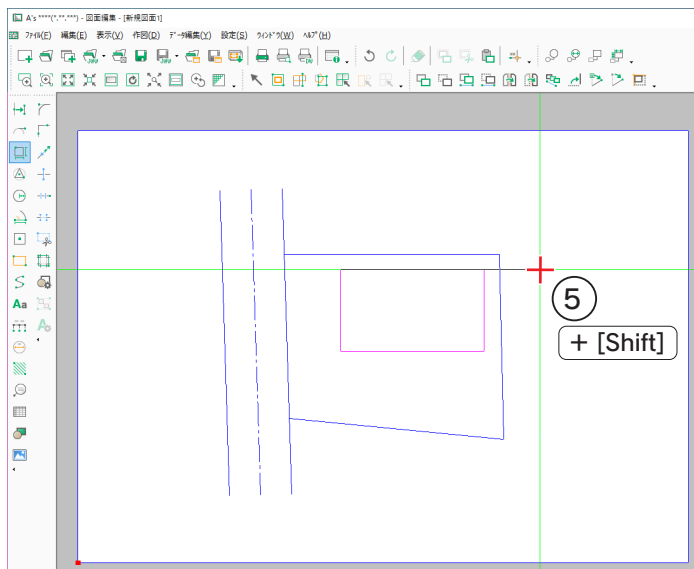 A's ****(*.**.***) - 図面編集 - [新規図面1]
ファイル(F) 編集(E) 表示(V) 作図(D) データ編集(Y) 設定(S) ウィンドウ(W) ヘルプ(H)
Aa
5
+ [Shift]